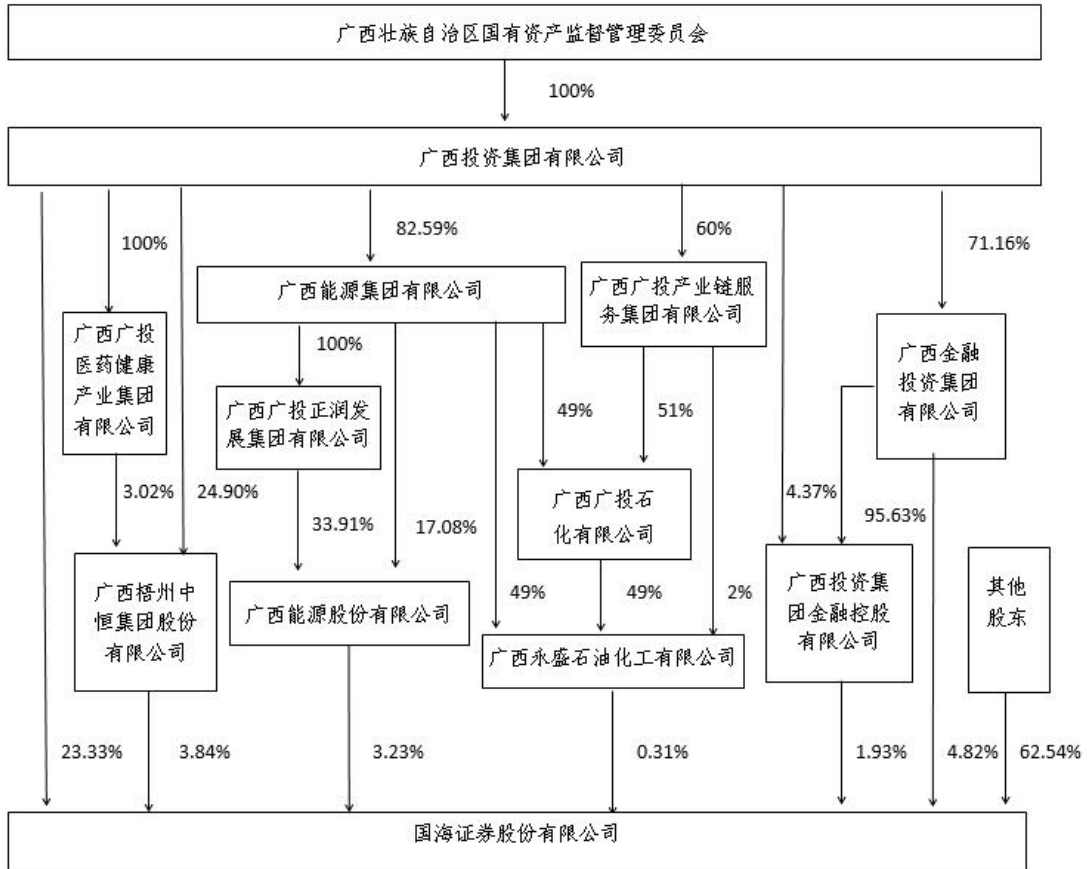 广西壮族自治区国有资产监督管理委员会
100%
广西投资集团有限公司
100%
82.59%
60%
71.16%
广西能源集团有限公司
广西广投产业链服
务集团有限公司
广西广投
医药健康
产业集团
有限公司
广西金融
投资集团
有限公司
100%
广西广投正润发
展集团有限公司
49%
51%
3.02%
24.90%
33.91%
17.08%
广西广投石
化有限公司
4.37%
95.63%
广西梧州中
恒集团股份
有限公司
广西能源股份有限公司
49%
49%
2%
广西永盛石油化工有限公司
广西投资集
团金融控股
有限公司
其他
股东
23.33%
3.84%
3.23%
0.31%
1.93%
4.82%
62.54%
国海证券股份有限公司